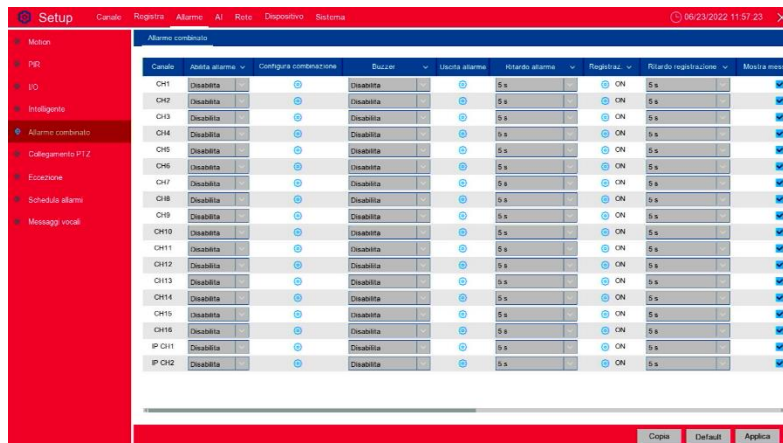 Setup Canale Registra Allarme AI Rete Dispositivo Sistema 06/23/2022 11:57:23
Motion
PIR
I/O
Intelligente
Allarme combinato
Collegamento PTZ
Eccezione
Schedula allarmi
Messaggi vocali
Allarme combinato
Canale Abilita allarme Configura combinazione Buzzer Uscita allarme Ritardo allarme Registraz. Ritardo registrazione Mostra mess
CH1 Disabilita Disabilita 5 s ON 5 s
CH2 Disabilita Disabilita 5 s ON 5 s
CH3 Disabilita Disabilita 5 s ON 5 s
CH4 Disabilita Disabilita 5 s ON 5 s
CH5 Disabilita Disabilita 5 s ON 5 s
CH6 Disabilita Disabilita 5 s ON 5 s
CH7 Disabilita Disabilita 5 s ON 5 s
CH8 Disabilita Disabilita 5 s ON 5 s
CH9 Disabilita Disabilita 5 s ON 5 s
CH10 Disabilita Disabilita 5 s ON 5 s
CH11 Disabilita Disabilita 5 s ON 5 s
CH12 Disabilita Disabilita 5 s ON 5 s
CH13 Disabilita Disabilita 5 s ON 5 s
CH14 Disabilita Disabilita 5 s ON 5 s
CH15 Disabilita Disabilita 5 s ON 5 s
CH16 Disabilita Disabilita 5 s ON 5 s
IP CH1 Disabilita Disabilita 5 s ON 5 s
IP CH2 Disabilita Disabilita 5 s ON 5 s
Copia Default Applica